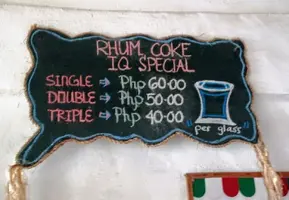 RHUM COKE
I.Q SPECIAL
SINGLE → Php 60.00
DOUBLE → Php 50.00
TRIPLE → Php 40.00
"per glass"